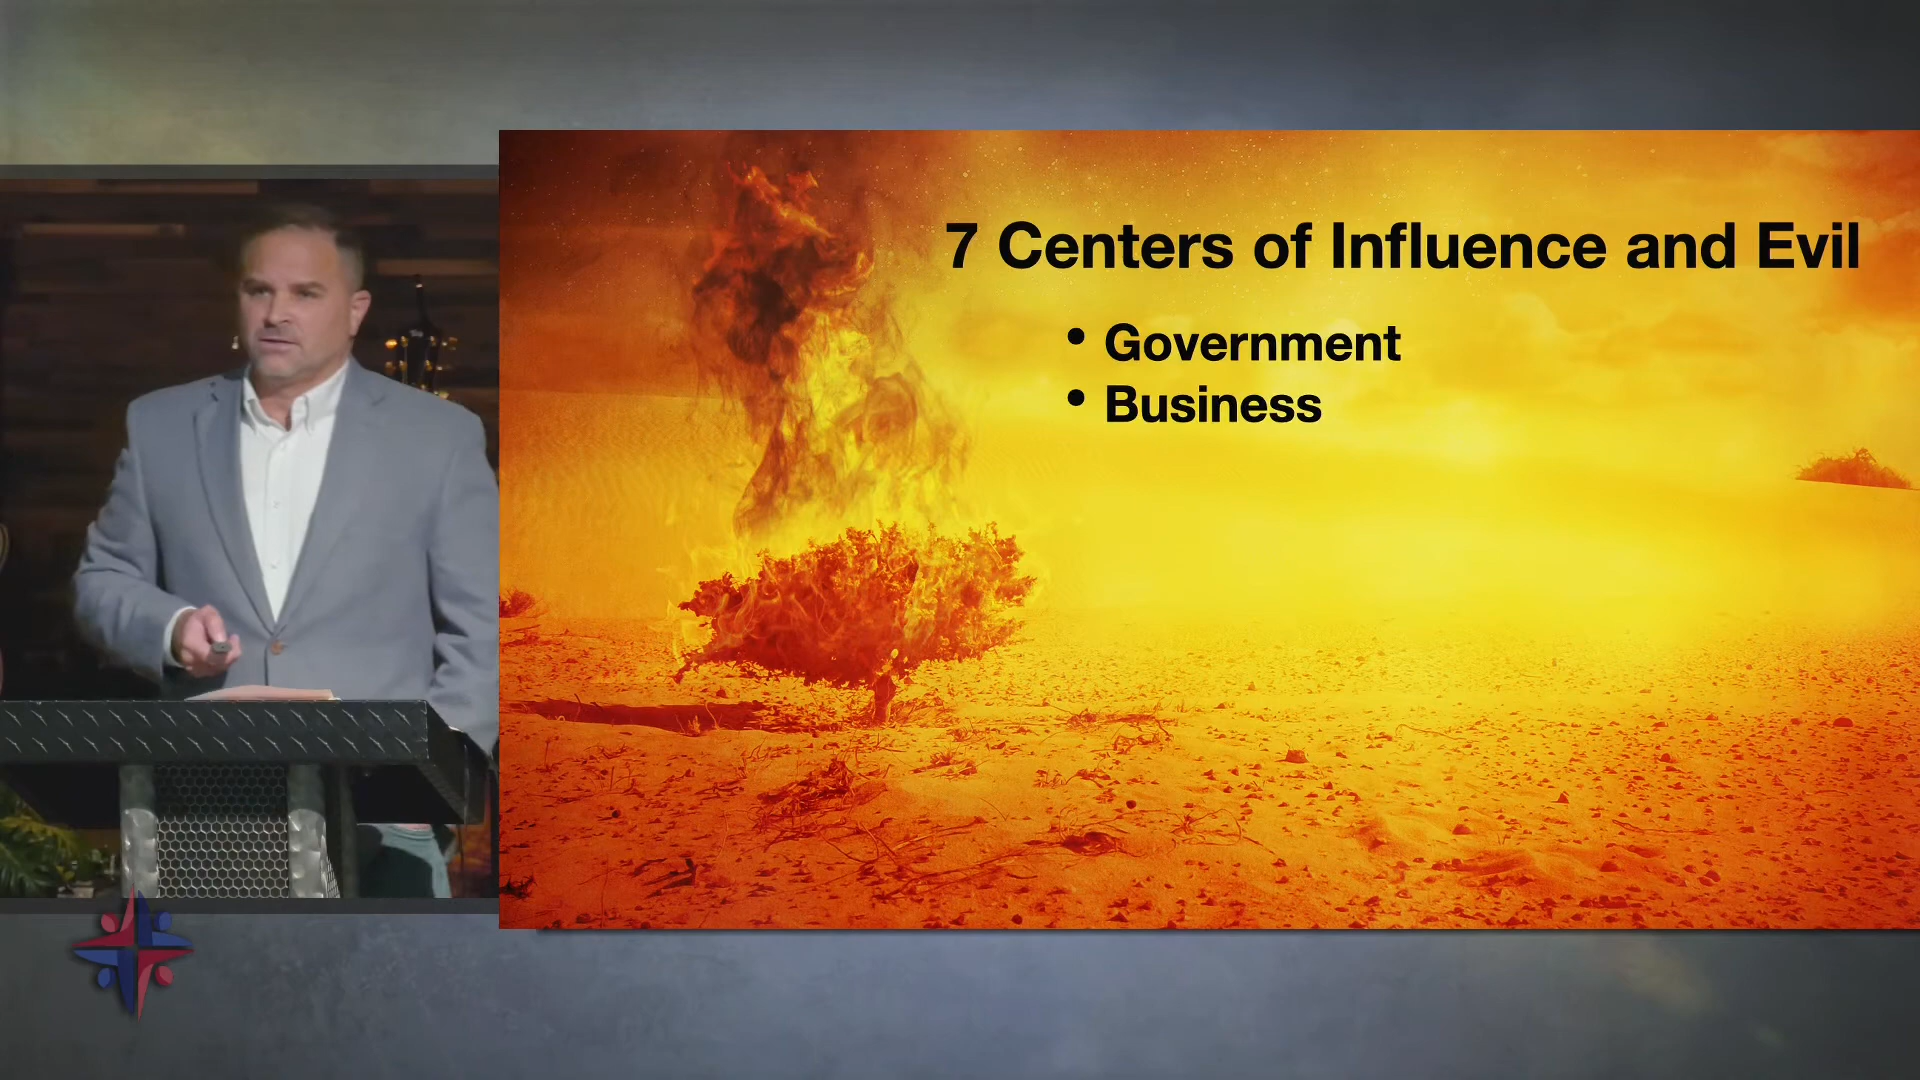 7 Centers of Influence and Evil
• Government
• Business